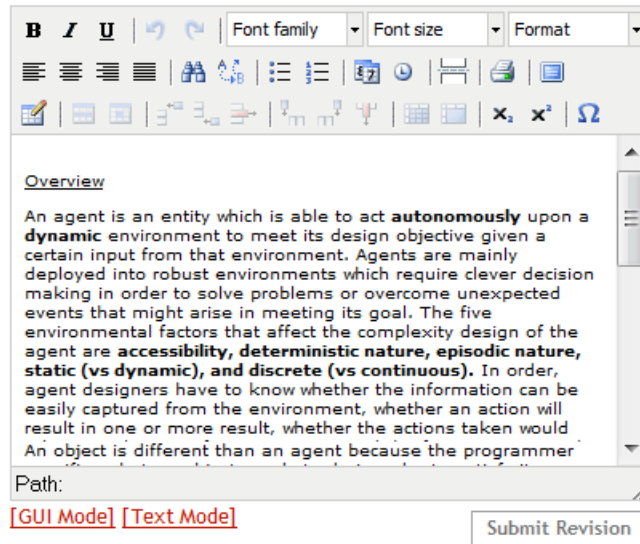 B I U Font family Font size Format
Overview
An agent is an entity which is able to act autonomously upon a
dynamic environment to meet its design objective given a
certain input from that environment. Agents are mainly
deployed into robust environments which require clever decision
making in order to solve problems or overcome unexpected
events that might arise in meeting its goal. The five
environmental factors that affect the complexity design of the
agent are accessibility, deterministic nature, episodic nature,
static (vs dynamic), and discrete (vs continuous). In order,
agent designers have to know whether the information can be
easily captured from the environment, whether an action will
result in one or more result, whether the actions taken would
An object is different than an agent because the programmer
Path:
[GUI Mode] [Text Mode]
Submit Revision